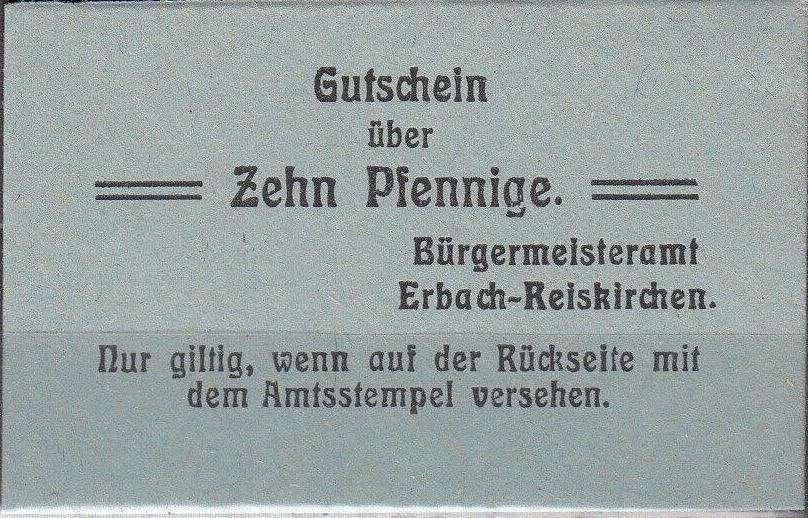 Gutschein
über
Zehn Pfennige.
Bürgermeisteramt
Erbach-Reiskirchen.
Nur giltig, wenn auf der Rückseite mit
dem Amtsstempel versehen.